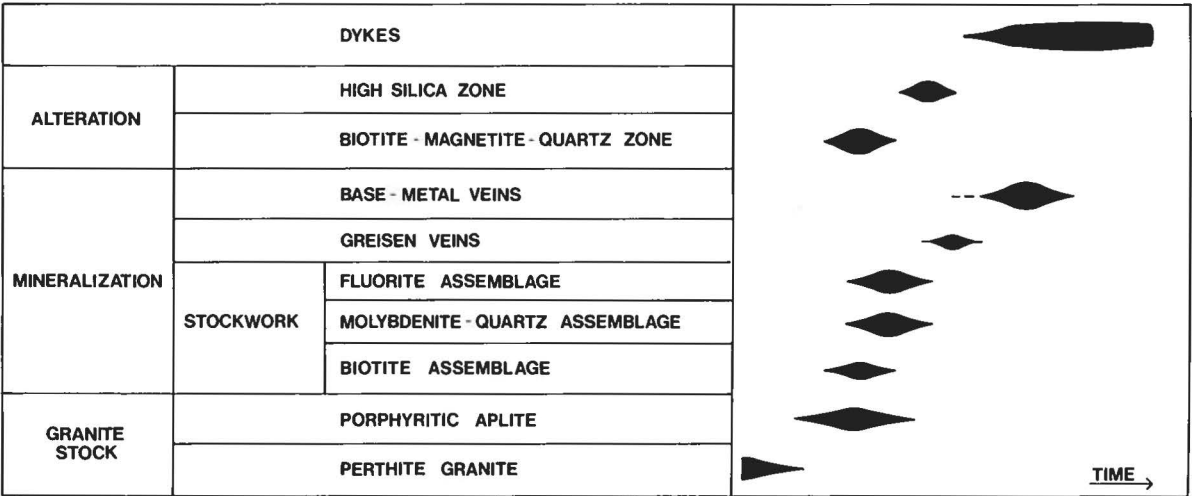 DYKES
ALTERATION
HIGH SILICA ZONE
BIOTITE - MAGNETITE - QUARTZ ZONE
MINERALIZATION
BASE - METAL VEINS
GREISEN VEINS
STOCKWORK
FLUORITE ASSEMBLAGE
MOLYBDENITE - QUARTZ ASSEMBLAGE
BIOTITE ASSEMBLAGE
GRANITE
STOCK
PORPHYRITIC APLITE
PERTHITE GRANITE
TIME